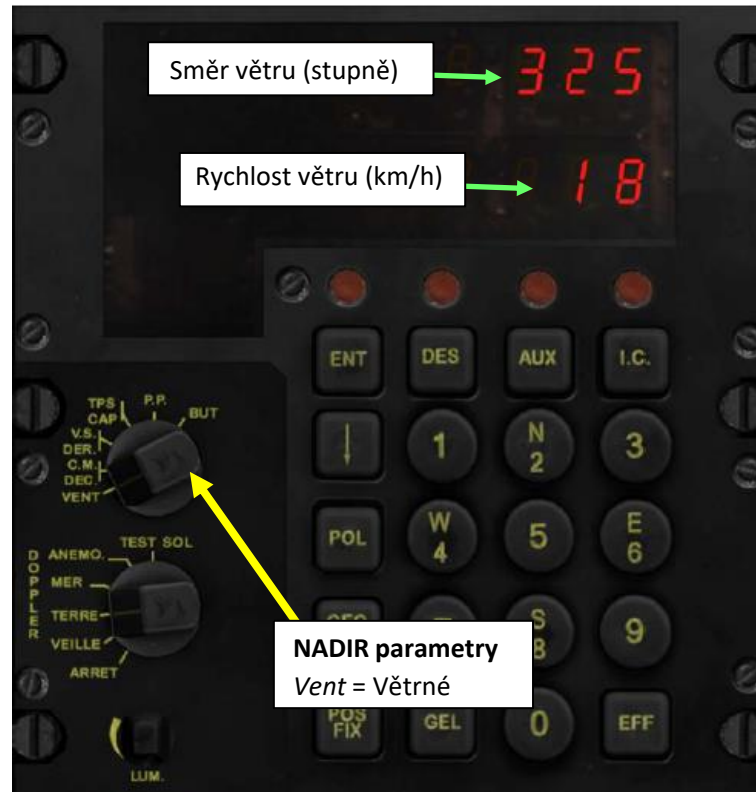 Směr větru (stupně)
325
Rychlost větru (km/h)
18
ENT DES AUX I.C.
TPS
CAP
P.P.
BUT
V.S.
DER.
C.M.
DEC.
VENT
↓ 1 N 2 3
POL W 4 5 E 6
DOPPLER
TEST SOL
ANEMO.
MER
TERRE
VEILLE
ARRET
9
NADIR parametry
Vent = Větrné
POS FIX GEL 0 EFF
LUM.